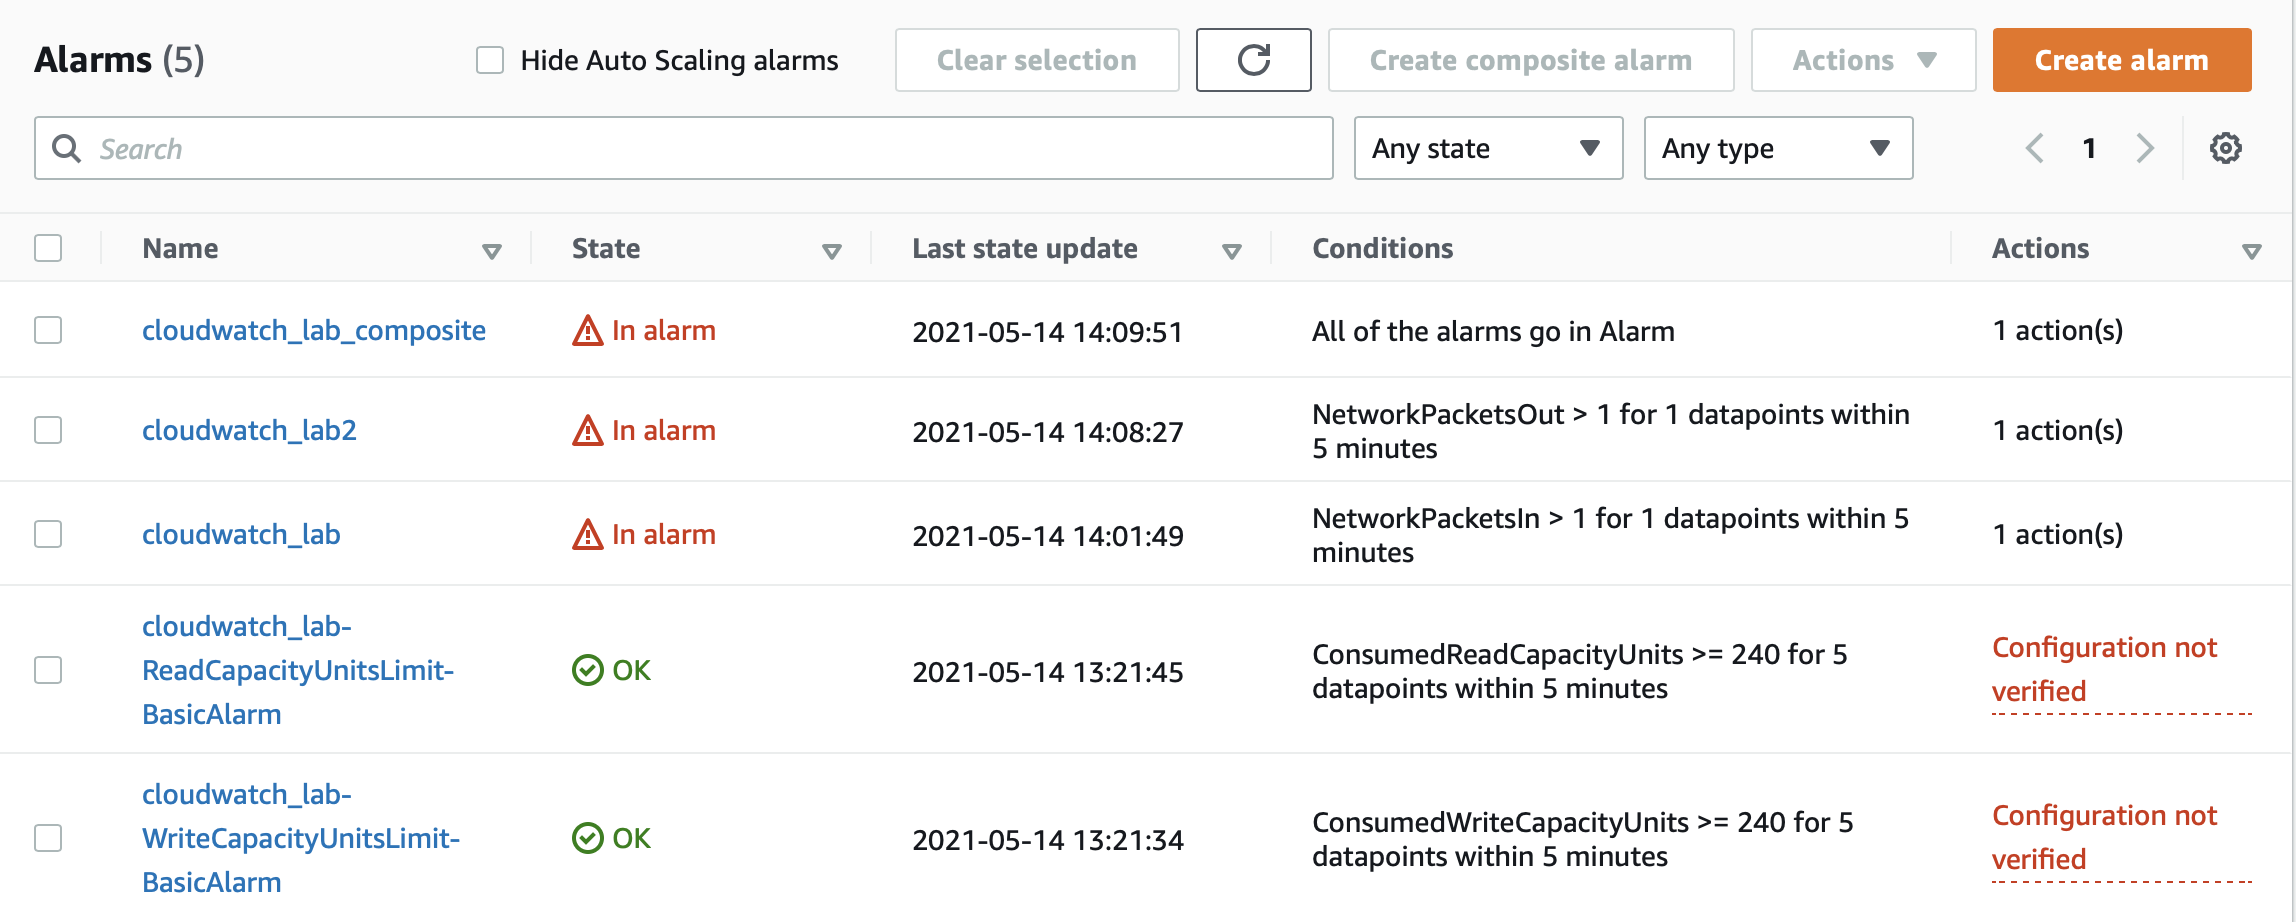 Alarms (5)
Hide Auto Scaling alarms
Clear selection
Create composite alarm
Actions
Create alarm
Search
Any state
Any type
1
Name
State
Last state update
Conditions
Actions
cloudwatch_lab_composite
In alarm
2021-05-14 14:09:51
All of the alarms go in Alarm
1 action(s)
cloudwatch_lab2
In alarm
2021-05-14 14:08:27
NetworkPacketsOut > 1 for 1 datapoints within
5 minutes
1 action(s)
cloudwatch_lab
In alarm
2021-05-14 14:01:49
NetworkPacketsIn > 1 for 1 datapoints within 5
minutes
1 action(s)
cloudwatch_lab-
ReadCapacityUnitsLimit-
BasicAlarm
OK
2021-05-14 13:21:45
ConsumedReadCapacityUnits >= 240 for 5
datapoints within 5 minutes
Configuration not
verified
cloudwatch_lab-
WriteCapacityUnitsLimit-
BasicAlarm
OK
2021-05-14 13:21:34
ConsumedWriteCapacityUnits >= 240 for 5
datapoints within 5 minutes
Configuration not
verified